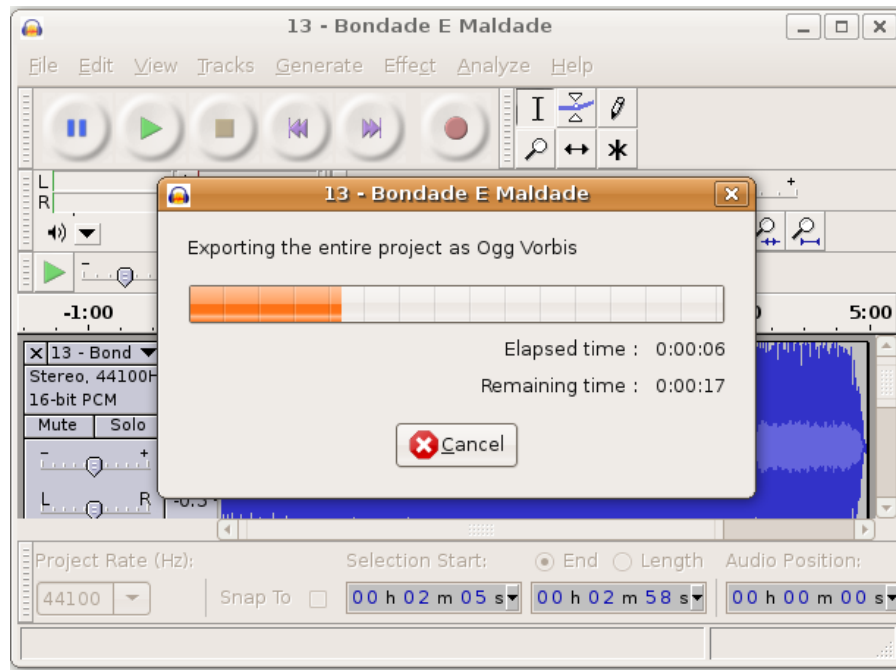 13 - Bondade E Maldade
File Edit View Tracks Generate Effect Analyze Help
L
R
13 - Bondade E Maldade
Exporting the entire project as Ogg Vorbis
Elapsed time : 0:00:06
Remaining time : 0:00:17
Cancel
-1:00 5:00
13 - Bond
Stereo, 44100H
16-bit PCM
Mute Solo
- +
L R
Project Rate (Hz): Selection Start: End Length Audio Position:
44100 Snap To 00 h 02 m 05 s 00 h 02 m 58 s 00 h 00 m 00 s